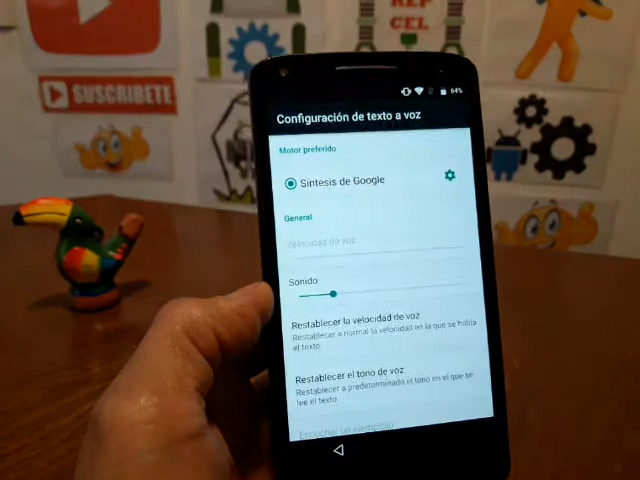 REP
CEL
SUSCRIBETE
64%
Configuración de texto a voz
Motor preferido
Síntesis de Google
General
Velocidad de voz
Sonido
Restablecer la velocidad de voz
Restablecer a normal la velocidad en la que se habla
el texto
Restablecer el tono de voz
Restablecer a predeterminado el tono en el que se
lee el texto
Escuchar un ejemplo